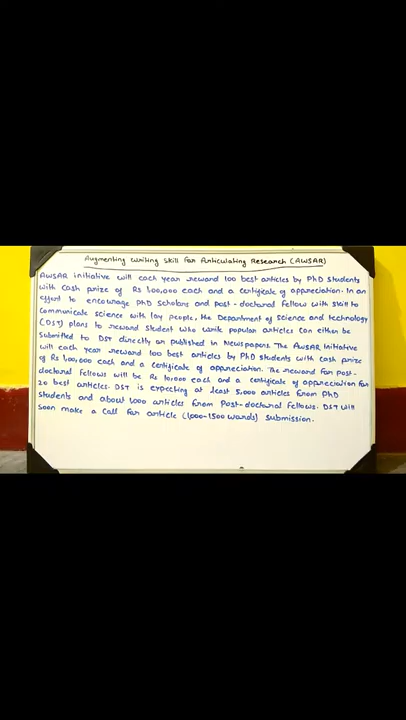 Augmenting Writing Skill For Articulating Research (AWSAR)
AWSAR initiative will each year reward 100 best articles by PhD students
with cash prize of Rs 1,00,000 each and a certificate of appreciation. In an
effort to encourage PhD Scholars and post-doctoral Fellow with skill to
communicate science with lay people, the Department of Science and technology
(DST) plans to reward student who write popular articles can either be
submitted to DST directly or published in Newspapers. The AWSAR Initiative
will each year reward 100 best articles by PhD students with cash prize
of Rs 1,00,000 each and a certificate of appreciation. The reward for post-
doctoral Fellows will be Rs 10,000 each and a certificate of appreciation for
20 best articles. DST is expecting at least 5,000 articles from PhD
students and about 1,000 articles from Post-doctoral Fellows. DST will
soon make a Call for article (1,000-1500 words) Submission.